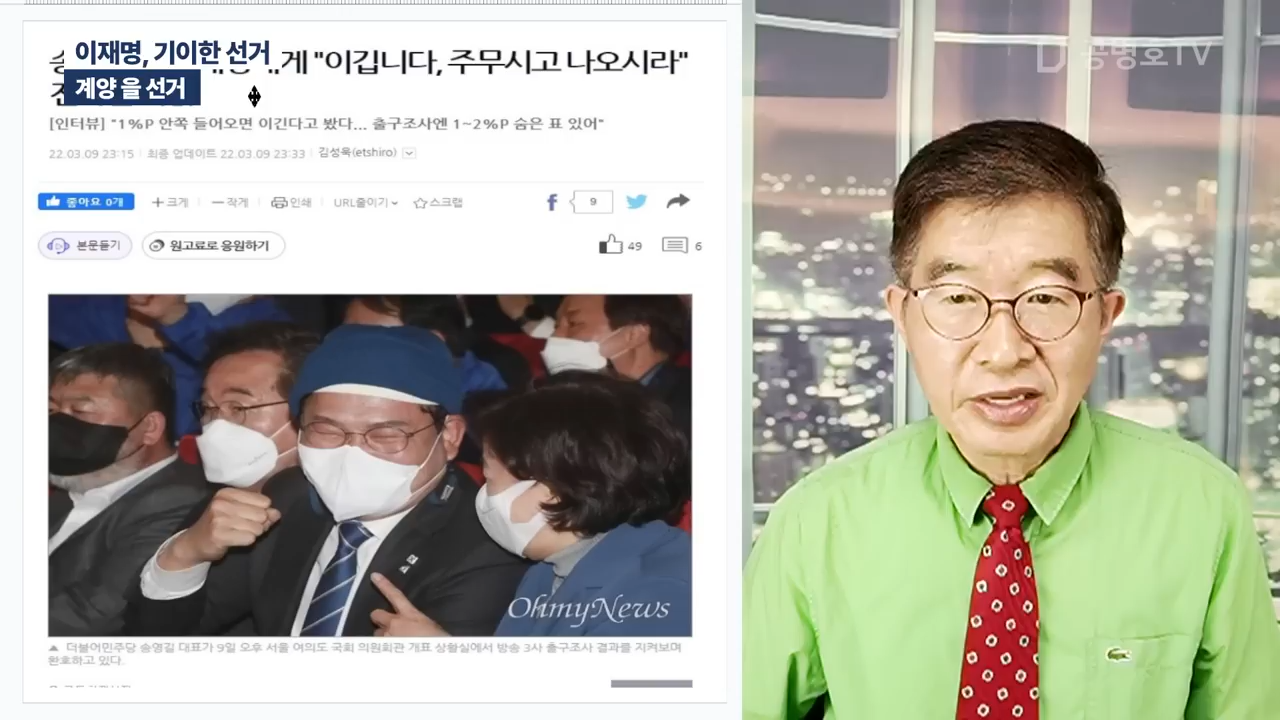 이재명, 기이한 선거
계양 을 선거
게 "이깁니다, 주무시고 나오시라"
[인터뷰] "1%P 안쪽 들어오면 이긴다고 봤다... 출구조사엔 1~2%P 숨은 표 있어"
22.03.09 23:15 | 최종 업데이트 22.03.09 23:33 | 김성욱(etshiro)
좋아요 0개 +크게 -작게 인쇄 URL줄이기 스크랩 f 9
본문듣기 원고료로 응원하기 49 6
OhmyNews
▲ 더불어민주당 송영길 대표가 9일 오후 서울 여의도 국회 의원회관 개표 상황실에서 방송 3사 출구조사 결과를 지켜보며
환호하고 있다.
공병호TV